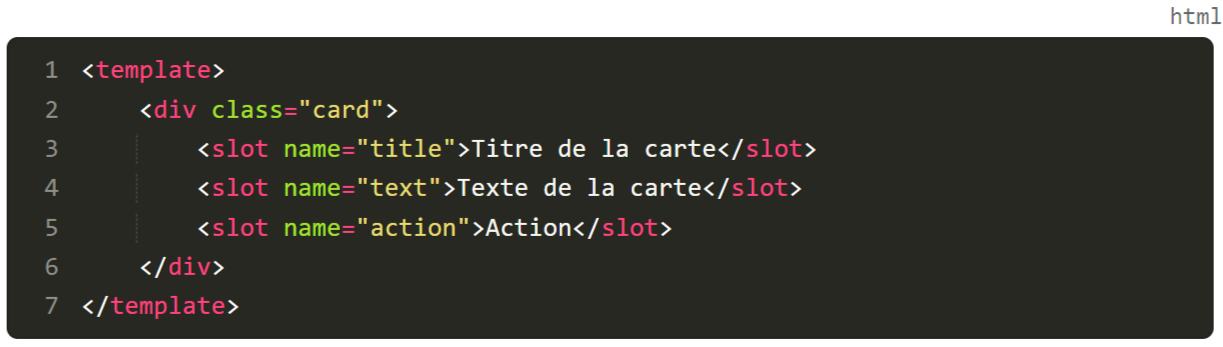 html
1 <template>
2     <div class="card">
3         <slot name="title">Titre de la carte</slot>
4         <slot name="text">Texte de la carte</slot>
5         <slot name="action">Action</slot>
6     </div>
7 </template>